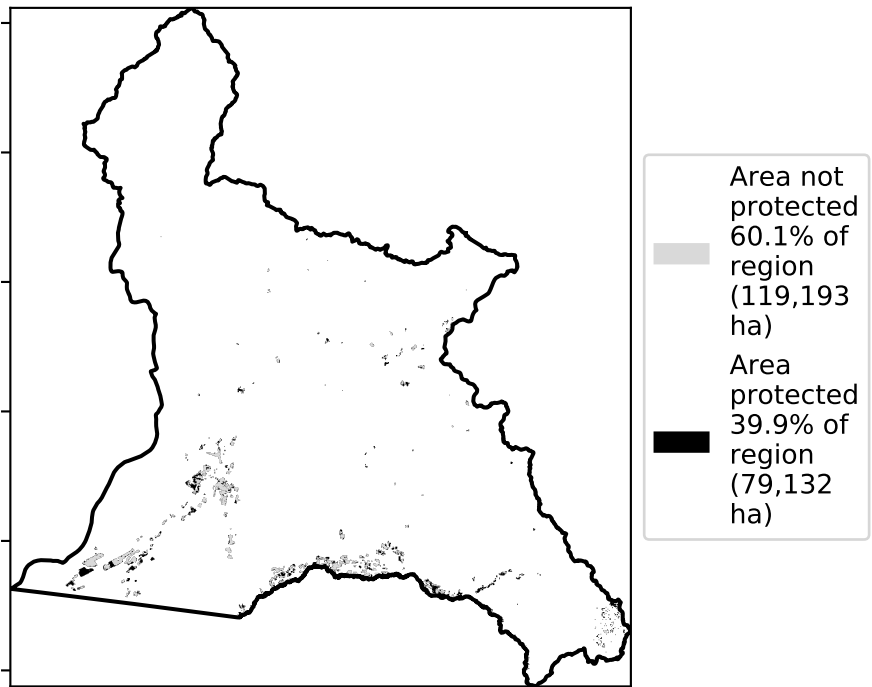 Area not
protected
60.1% of
region
(119,193
ha)
Area
protected
39.9% of
region
(79,132
ha)